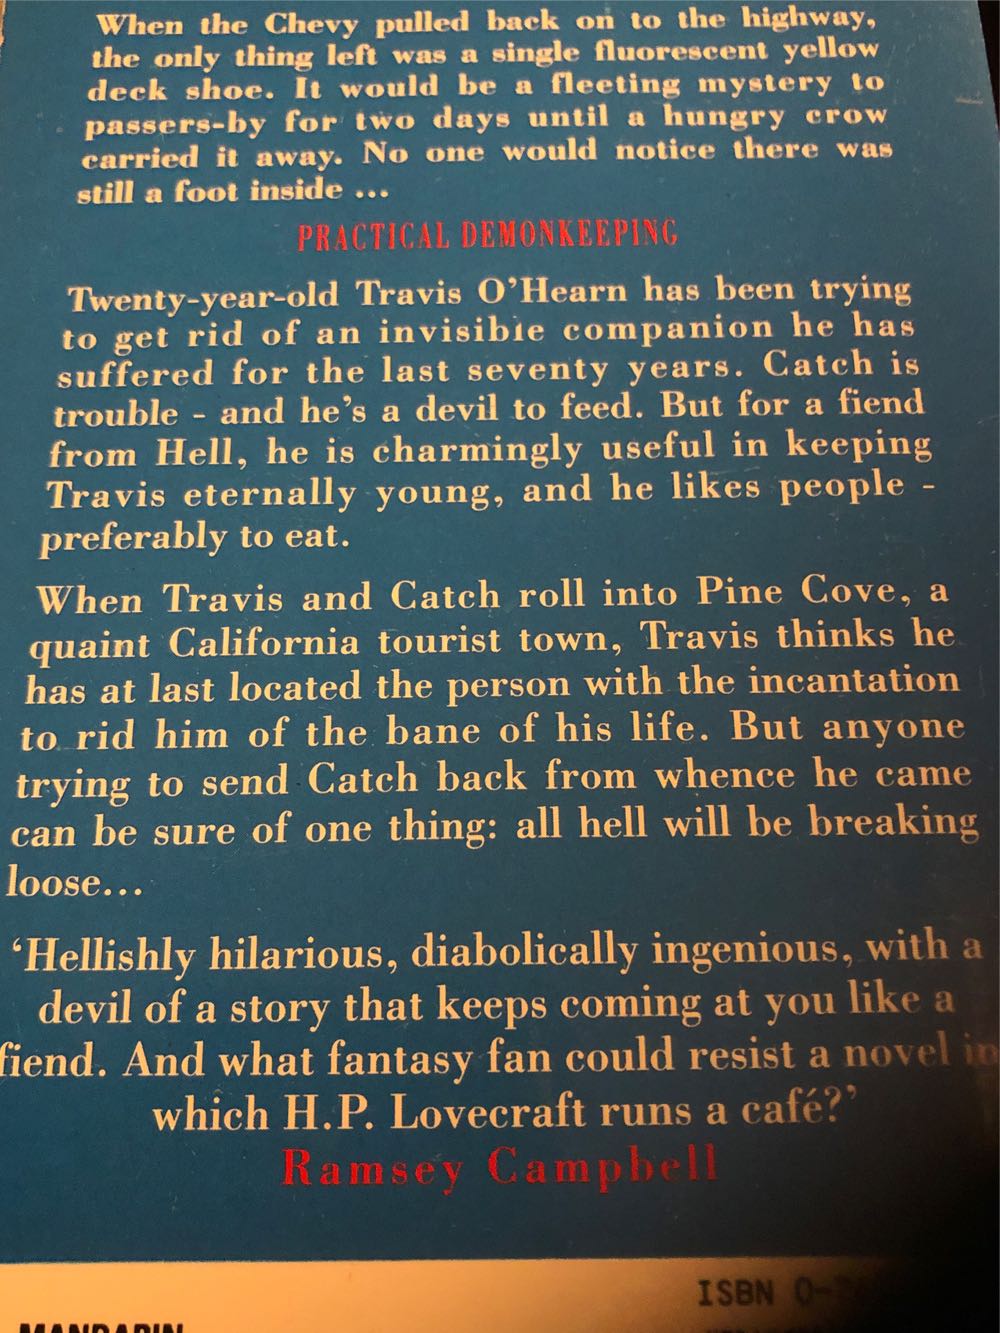 When the Chevy pulled back on to the highway,
the only thing left was a single fluorescent yellow
deck shoe. It would be a fleeting mystery to
passers-by for two days until a hungry crow
carried it away. No one would notice there was
still a foot inside ...
PRACTICAL DEMONKEEPING
Twenty-year-old Travis O'Hearn has been trying
to get rid of an invisible companion he has
suffered for the last seventy years. Catch is
trouble - and he's a devil to feed. But for a fiend
from Hell, he is charmingly useful in keeping
Travis eternally young, and he likes people -
preferably to eat.
When Travis and Catch roll into Pine Cove, a
quaint California tourist town, Travis thinks he
has at last located the person with the incantation
to rid him of the bane of his life. But anyone
trying to send Catch back from whence he came
can be sure of one thing: all hell will be breaking
loose...
'Hellishly hilarious, diabolically ingenious, with a
devil of a story that keeps coming at you like a
fiend. And what fantasy fan could resist a novel in
which H.P. Lovecraft runs a café?'
Ramsey Campbell
ISBN 0-
MANDARIN